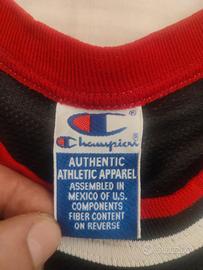 Champion®
AUTHENTIC
ATHLETIC APPAREL
ASSEMBLED IN
MEXICO OF U.S.
COMPONENTS
FIBER CONTENT
ON REVERSE